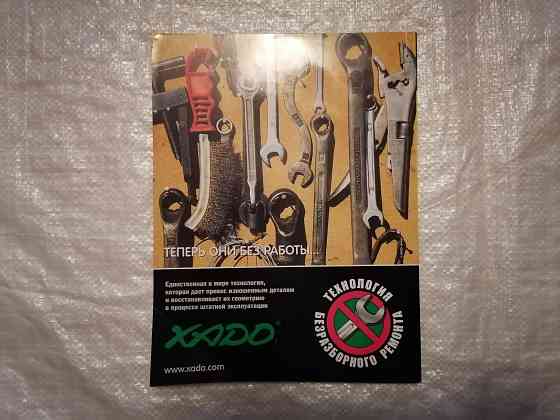 ТЕПЕРЬ ОНИ БЕЗ РАБОТЫ...
Единственная в мире технология,
которая дает приказ изношенным деталям
и восстанавливает их геометрию
в процессе штатной эксплуатации
XADO®
www.xado.com
ТЕХНОЛОГИЯ
БЕЗРАЗБОРНОГО РЕМОНТА